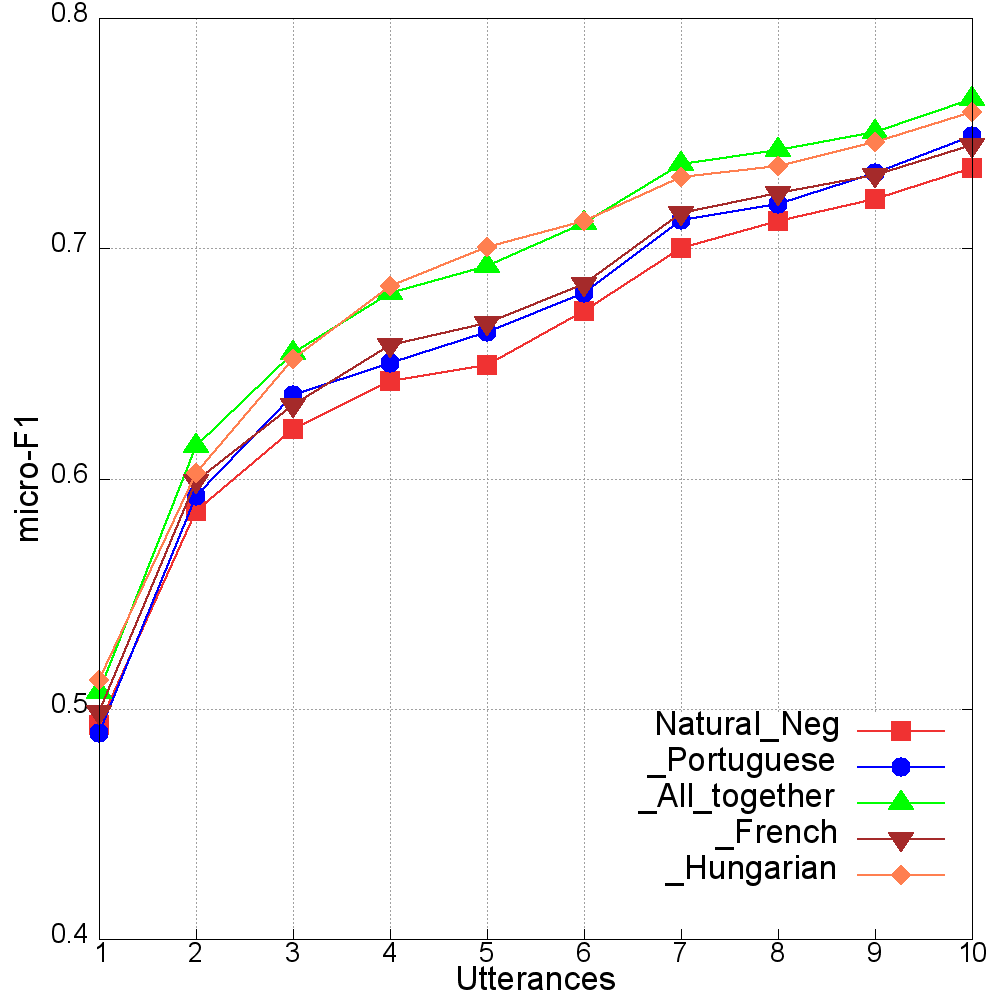 0.8
0.7
0.6
0.5
0.4
micro-F1
Natural_Neg
_Portuguese
_All_together
_French
_Hungarian
1 2 3 4 5 6 7 8 9 10
Utterances